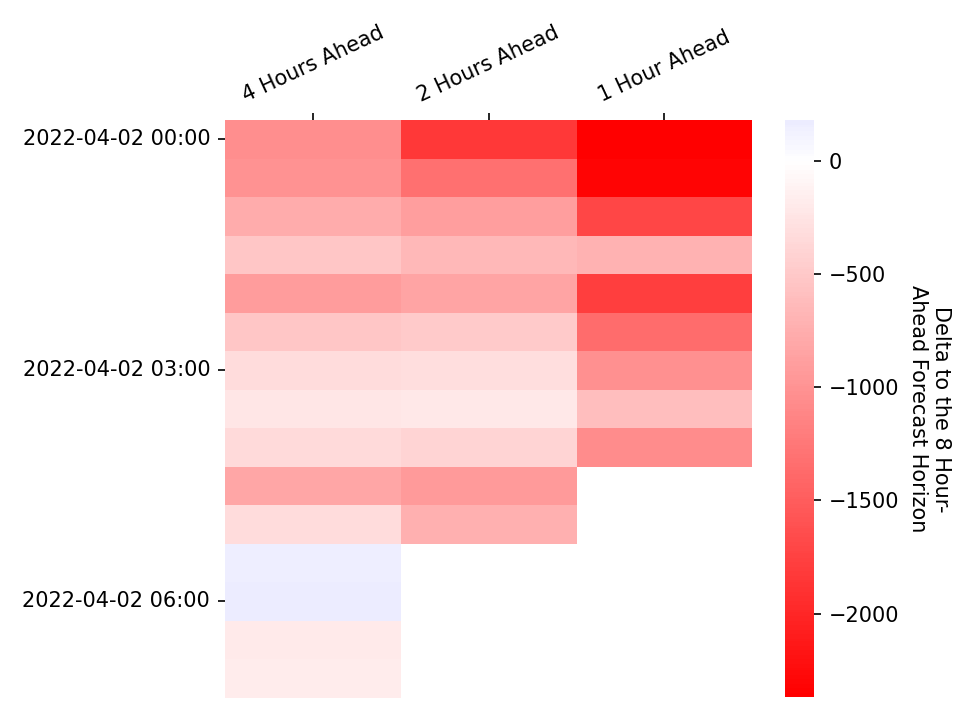 4 Hours Ahead
2 Hours Ahead
1 Hour Ahead
2022-04-02 00:00
2022-04-02 03:00
2022-04-02 06:00
0
−500
−1000
−1500
−2000
Delta to the 8 Hour-
Ahead Forecast Horizon